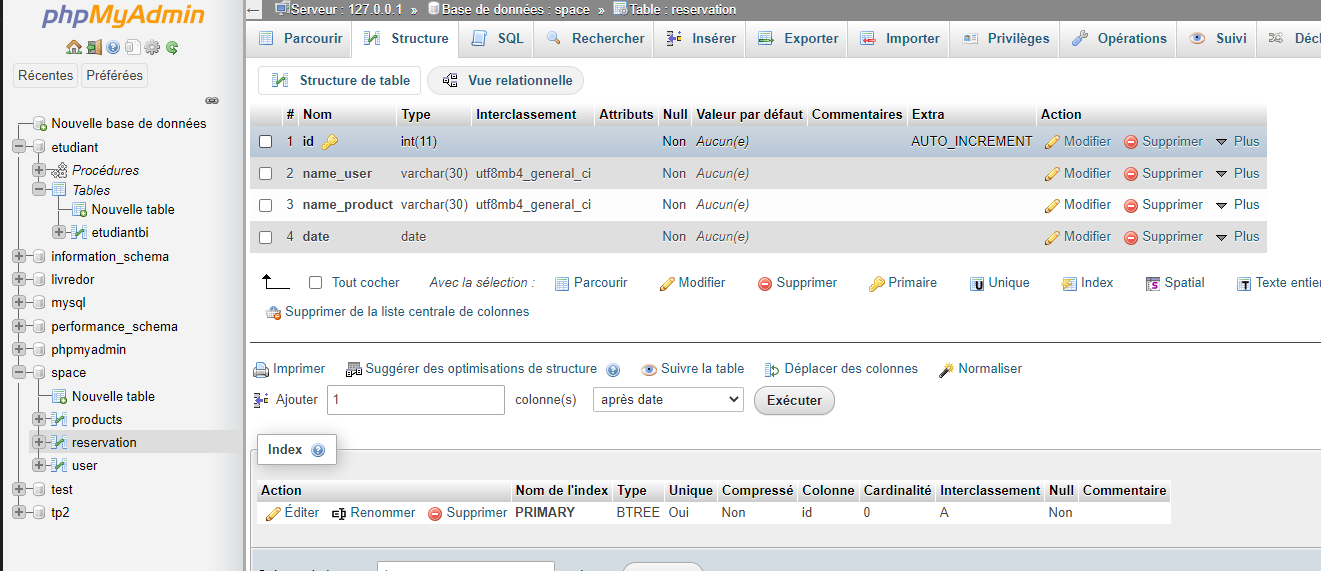 phpMyAdmin
Récentes Préférées
Nouvelle base de données
etudiant
Procédures
Tables
Nouvelle table
etudiantbi
information_schema
livredor
mysql
performance_schema
phpmyadmin
space
Nouvelle table
products
reservation
user
test
tp2
Serveur : 127.0.0.1 » Base de données : space » Table : reservation
Parcourir Structure SQL Rechercher Insérer Exporter Importer Privilèges Opérations Suivi Décl
Structure de table Vue relationnelle
# Nom Type Interclassement Attributs Null Valeur par défaut Commentaires Extra Action
1 id int(11) Non Aucun(e) AUTO_INCREMENT Modifier Supprimer Plus
2 name_user varchar(30) utf8mb4_general_ci Non Aucun(e) Modifier Supprimer Plus
3 name_product varchar(30) utf8mb4_general_ci Non Aucun(e) Modifier Supprimer Plus
4 date date Non Aucun(e) Modifier Supprimer Plus
Tout cocher Avec la sélection : Parcourir Modifier Supprimer Primaire Unique Index Spatial Texte entier
Supprimer de la liste centrale de colonnes
Imprimer Suggérer des optimisations de structure Suivre la table Déplacer des colonnes Normaliser
Ajouter 1 colonne(s) après date Exécuter
Index
Action Nom de l'index Type Unique Compressé Colonne Cardinalité Interclassement Null Commentaire
Éditer Renommer Supprimer PRIMARY BTREE Oui Non id 0 A Non